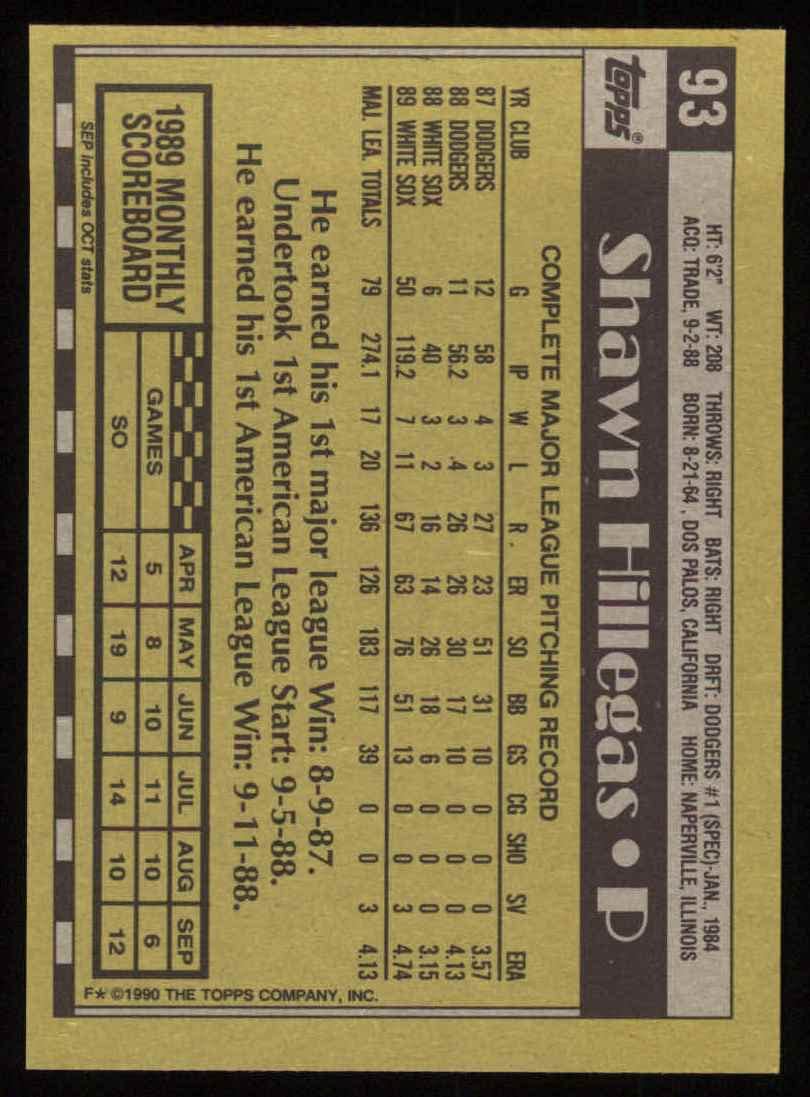 93
HT: 6'2" WT: 208 THROWS: RIGHT BATS: RIGHT DRFT: DODGERS #1 (SPEC)-JAN., 1984
ACQ: TRADE, 9-2-88 BORN: 8-21-64, DOS PALOS, CALIFORNIA HOME: NAPERVILLE, ILLINOIS
topps®
Shawn Hillegas • P
COMPLETE MAJOR LEAGUE PITCHING RECORD
YR CLUB G IP W L R ER SO BB GS CG SHO SV ERA
87 DODGERS 12 58 4 3 27 23 51 31 10 0 0 0 3.57
88 DODGERS 11 56.2 3 4 26 26 30 17 10 0 0 0 4.13
88 WHITE SOX 6 40 3 2 16 14 26 18 6 0 0 0 3.15
89 WHITE SOX 50 119.2 7 11 67 63 76 51 13 0 0 3 4.74
MAJ. LEA. TOTALS 79 274.1 17 20 136 126 183 117 39 0 0 3 4.13
He earned his 1st major league Win: 8-9-87.
Undertook 1st American League Start: 9-5-88.
He earned his 1st American League Win: 9-11-88.
1989 MONTHLY
SCOREBOARD
APR MAY JUN JUL AUG SEP
GAMES 5 8 10 11 10 6
SO 12 19 9 14 10 12
SEP includes OCT stats
F* ©1990 THE TOPPS COMPANY, INC.